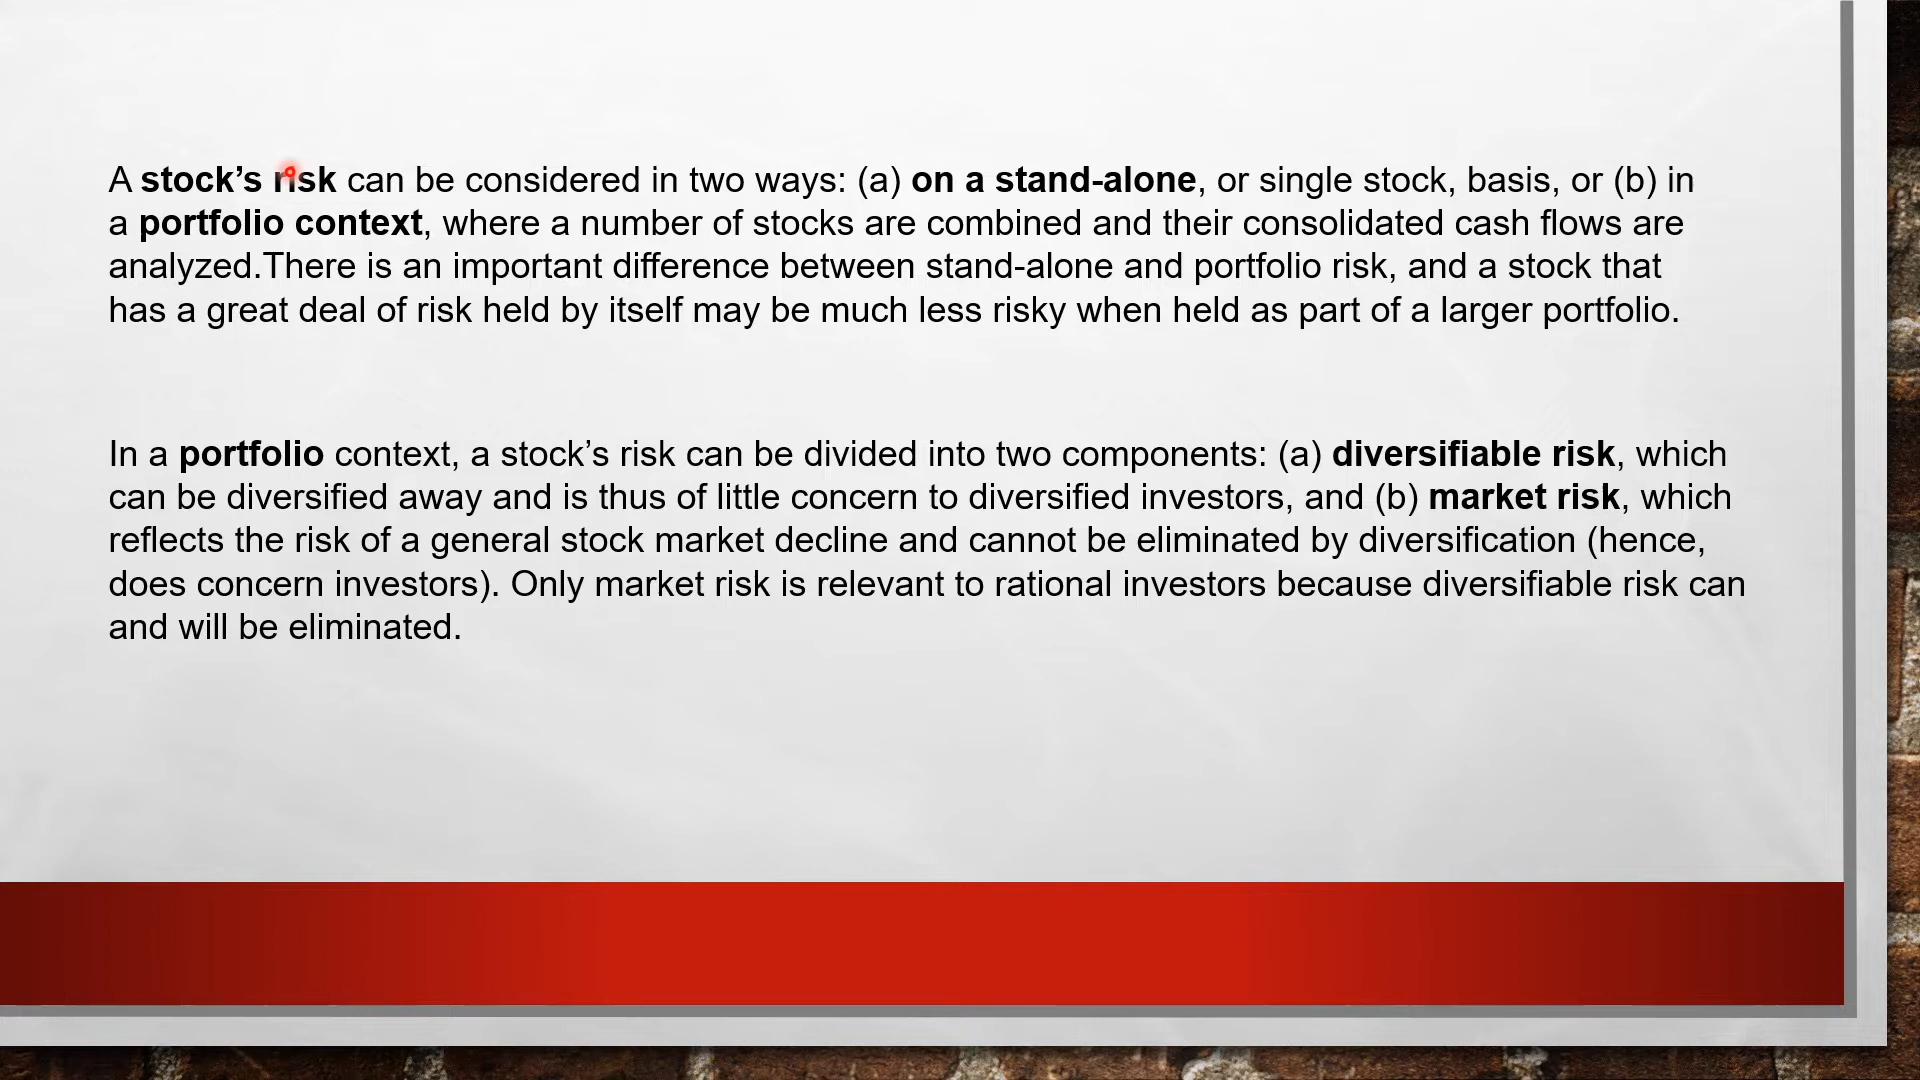 A stock’s risk can be considered in two ways: (a) on a stand-alone, or single stock, basis, or (b) in
a portfolio context, where a number of stocks are combined and their consolidated cash flows are
analyzed.There is an important difference between stand-alone and portfolio risk, and a stock that
has a great deal of risk held by itself may be much less risky when held as part of a larger portfolio.
In a portfolio context, a stock’s risk can be divided into two components: (a) diversifiable risk, which
can be diversified away and is thus of little concern to diversified investors, and (b) market risk, which
reflects the risk of a general stock market decline and cannot be eliminated by diversification (hence,
does concern investors). Only market risk is relevant to rational investors because diversifiable risk can
and will be eliminated.